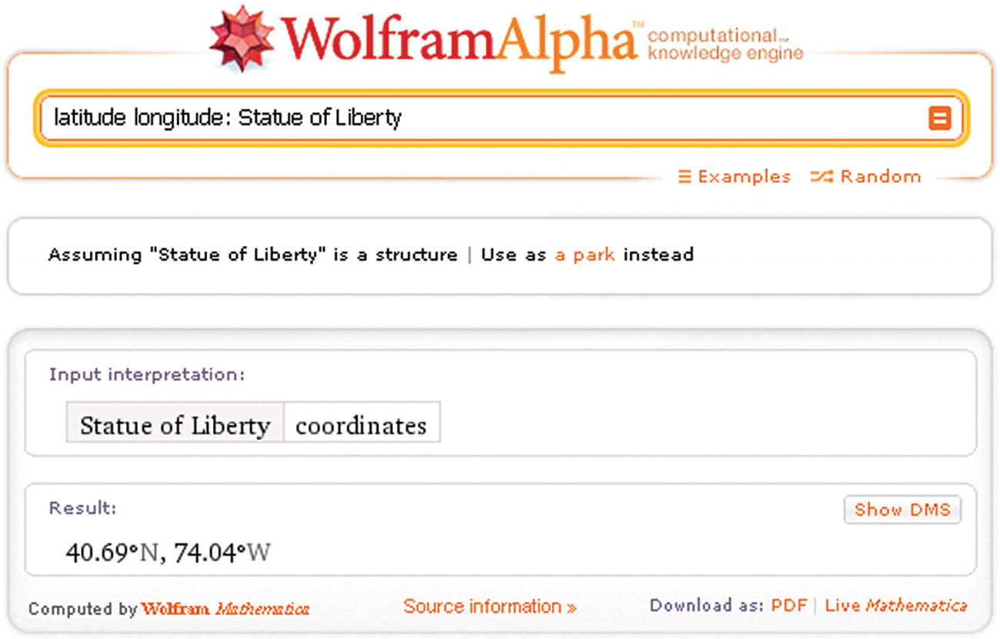 WolframAlpha™ computational™ knowledge engine
latitude longitude: Statue of Liberty
Examples Random
Assuming "Statue of Liberty" is a structure | Use as a park instead
Input interpretation:
Statue of Liberty coordinates
Result: Show DMS
40.69°N, 74.04°W
Computed by Wolfram Mathematica Source information » Download as: PDF | Live Mathematica